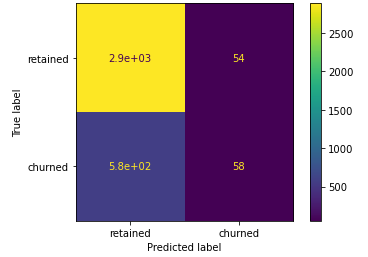 retained
churned
True label
2.9e+03
54
5.8e+02
58
retained
churned
Predicted label
2500
2000
1500
1000
500